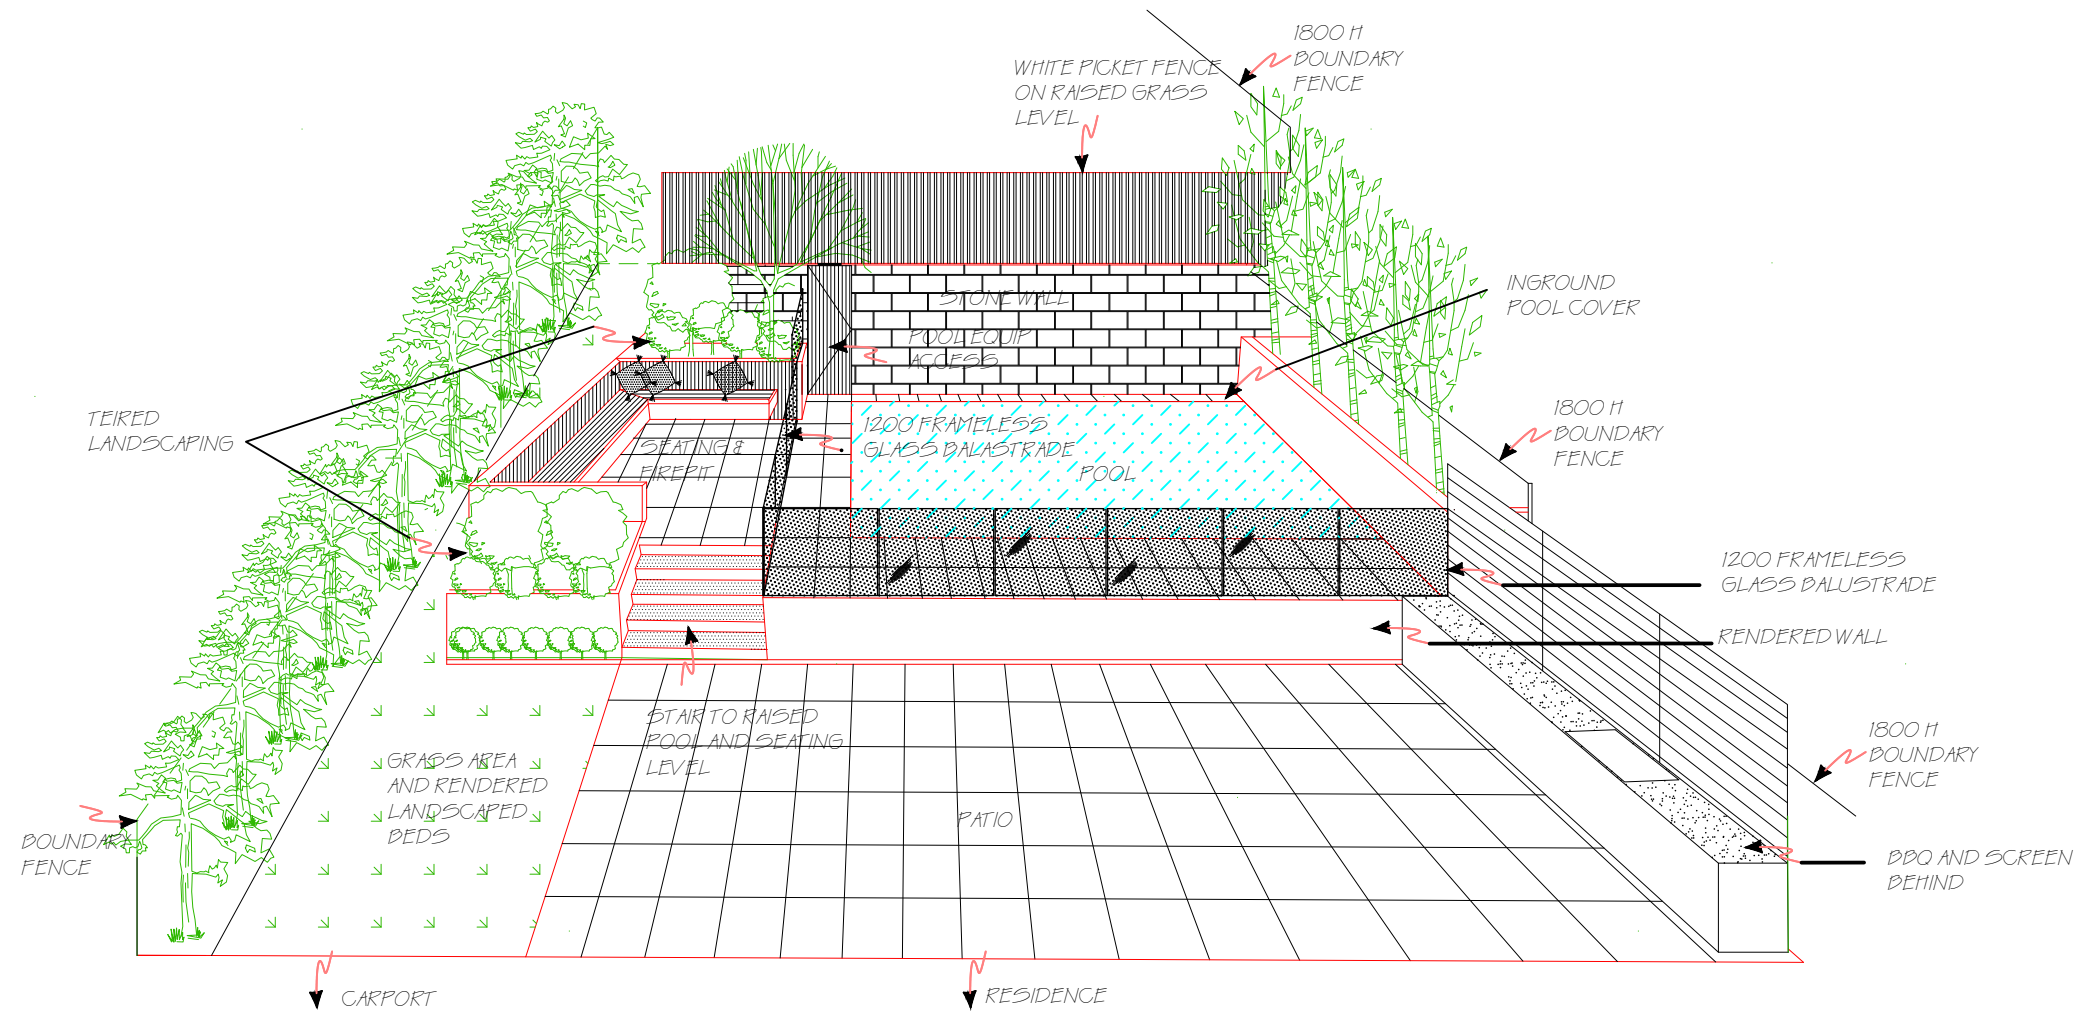 1800 H
BOUNDARY
FENCE
WHITE PICKET FENCE
ON RAISED GRASS
LEVEL
INGROUND
POOL COVER
STONE WALL
POOL EQUIP
ACCESS
TEIRED
LANDSCAPING
1800 H
BOUNDARY
FENCE
SEATING &
FIREPIT
1200 FRAMELESS
GLASS BALASTRADE
POOL
1200 FRAMELESS
GLASS BALUSTRADE
RENDERED WALL
STAIR TO RAISED
POOL AND SEATING
LEVEL
1800 H
BOUNDARY
FENCE
GRASS AREA
AND RENDERED
LANDSCAPED
BEDS
PATIO
BOUNDARY
FENCE
BBQ AND SCREEN
BEHIND
CARPORT
RESIDENCE